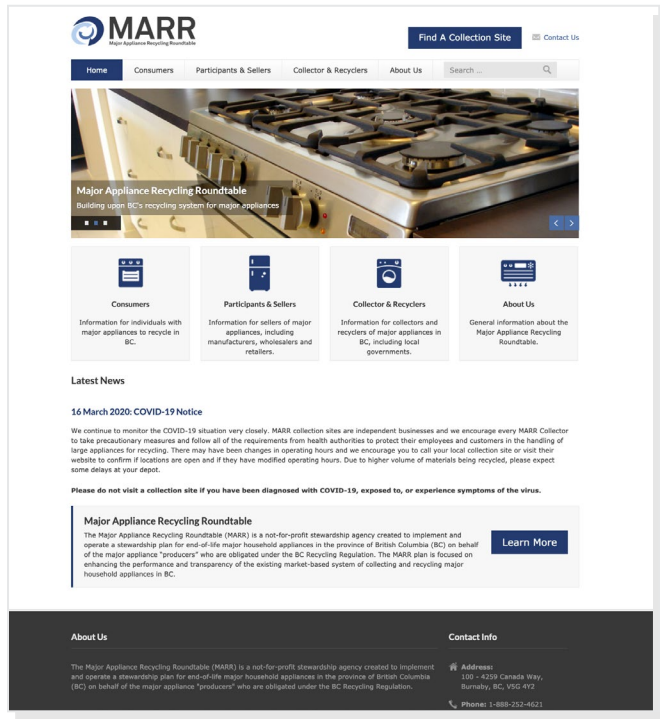 MARR
Major Appliance Recycling Roundtable
Find A Collection Site
Contact Us
Home
Consumers
Participants & Sellers
Collector & Recyclers
About Us
Search ...
Major Appliance Recycling Roundtable
Building upon BC's recycling system for major appliances
Consumers
Information for individuals with
major appliances to recycle in
BC.
Participants & Sellers
Information for sellers of major
appliances, including
manufacturers, wholesalers and
retailers.
Collector & Recyclers
Information for collectors and
recyclers of major appliances in
BC, including local
governments.
About Us
General information about the
Major Appliance Recycling
Roundtable.
Latest News
16 March 2020: COVID-19 Notice
We continue to monitor the COVID-19 situation very closely. MARR collection sites are independent businesses and we encourage every MARR Collector
to take precautionary measures and follow all of the requirements from health authorities to protect their employees and customers in the handling of
large appliances for recycling. There may have been changes in operating hours and we encourage you to call your local collection site or visit their
website to confirm if locations are open and if they have modified operating hours. Due to higher volume of materials being recycled, please expect
some delays at your depot.
Please do not visit a collection site if you have been diagnosed with COVID-19, exposed to, or experience symptoms of the virus.
Major Appliance Recycling Roundtable
The Major Appliance Recycling Roundtable (MARR) is a not-for-profit stewardship agency created to implement and
operate a stewardship plan for end-of-life major household appliances in the province of British Columbia (BC) on behalf
of the major appliance "producers" who are obligated under the BC Recycling Regulation. The MARR plan is focused on
enhancing the performance and transparency of the existing market-based system of collecting and recycling major
household appliances in BC.
Learn More
About Us
The Major Appliance Recycling Roundtable (MARR) is a not-for-profit stewardship agency created to implement
and operate a stewardship plan for end-of-life major household appliances in the province of British Columbia
(BC) on behalf of the major appliance "producers" who are obligated under the BC Recycling Regulation.
Contact Info
Address:
100 - 4259 Canada Way,
Burnaby, BC, V5G 4Y2
Phone: 1-888-252-4621